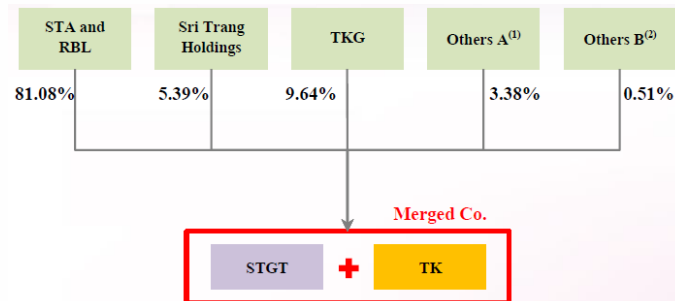 STA and
RBL
Sri Trang
Holdings
TKG
Others A(1)
Others B(2)
81.08%
5.39%
9.64%
3.38%
0.51%
Merged Co.
STGT
TK